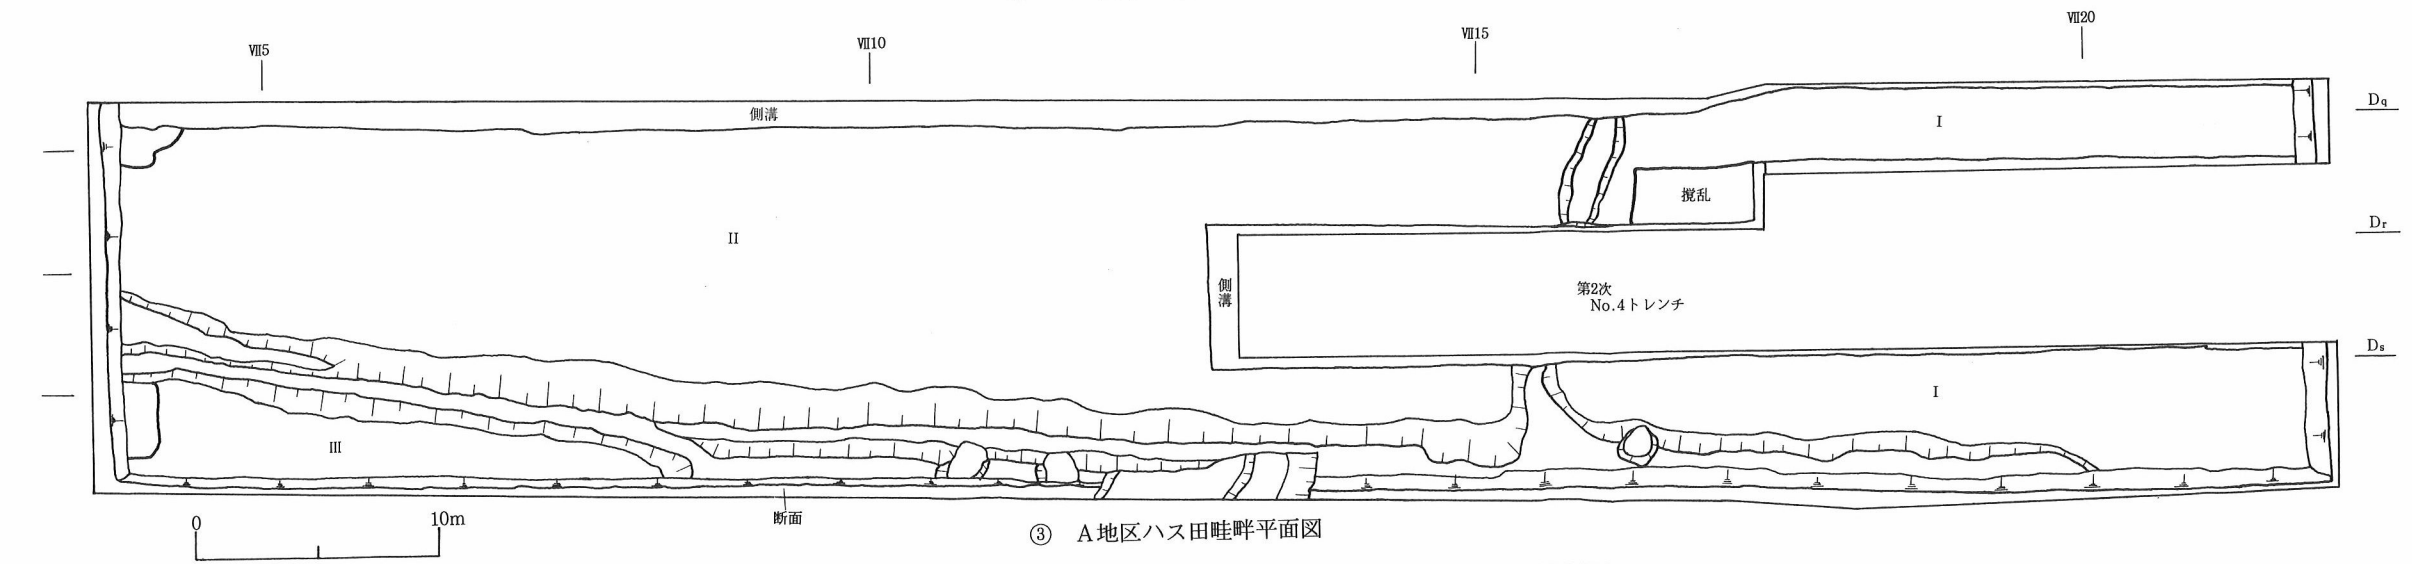 Ⅶ5
Ⅶ10
Ⅶ15
Ⅶ20
側溝
Ⅰ
Dq
撹乱
Dr
Ⅱ
側溝
第2次
No.4トレンチ
Ds
Ⅰ
Ⅲ
0
10m
断面
③ A地区ハス田畦畔平面図